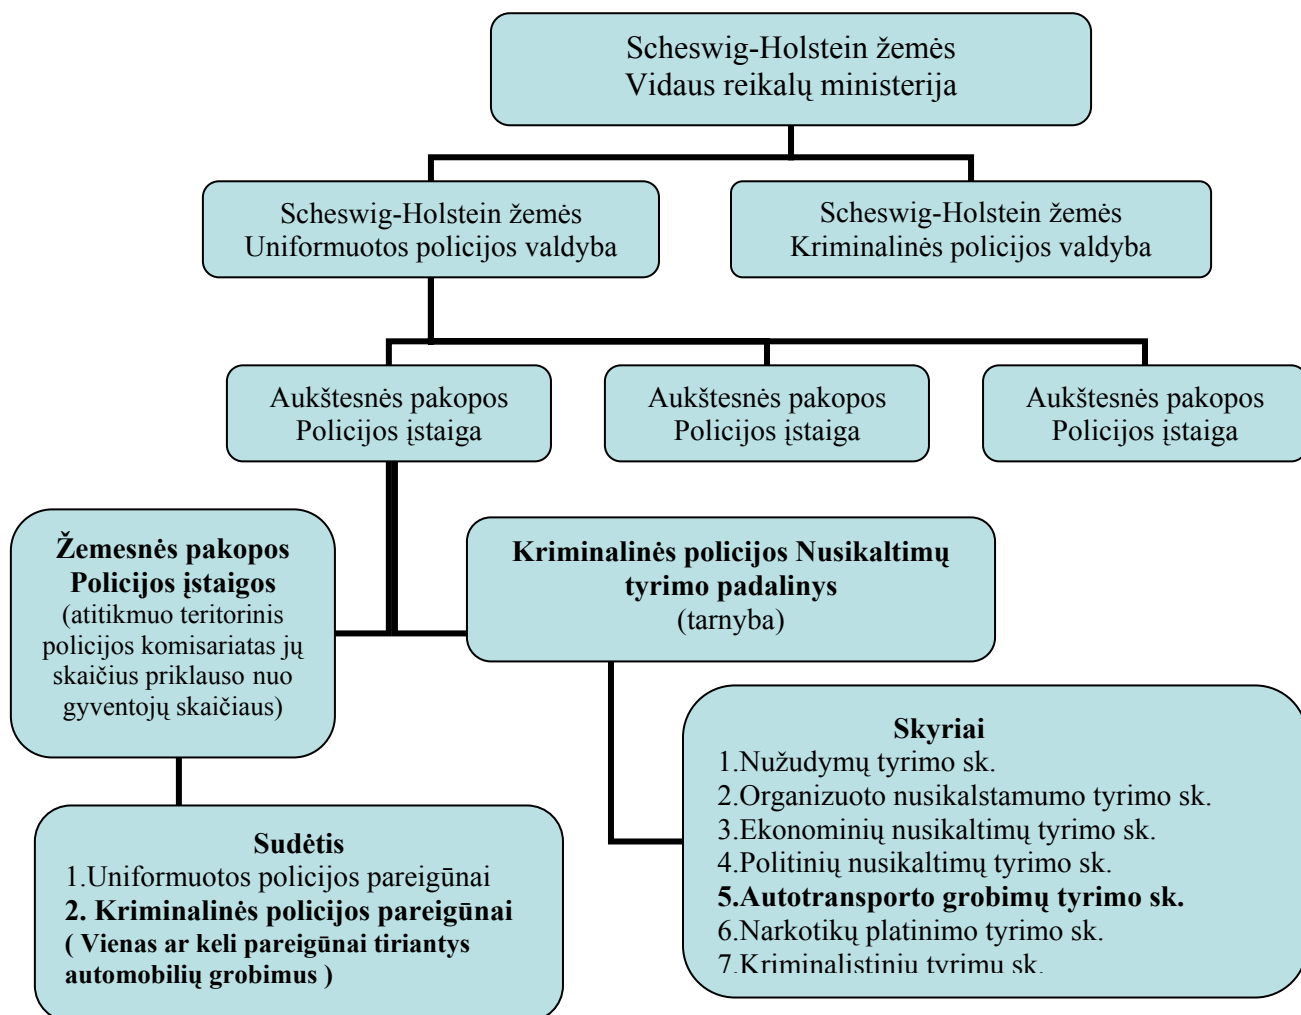 Scheswig-Holstein žemės
Vidaus reikalų ministerija
Scheswig-Holstein žemės
Uniformuotos policijos valdyba
Scheswig-Holstein žemės
Kriminalinės policijos valdyba
Aukštesnės pakopos
Policijos įstaiga
Aukštesnės pakopos
Policijos įstaiga
Aukštesnės pakopos
Policijos įstaiga
Žemesnės pakopos
Policijos įstaigos
(atitikmuo teritorinis
policijos komisariatas jų
skaičius priklauso nuo
gyventojų skaičiaus)
Kriminalinės policijos Nusikaltimų
tyrimo padalinys
(tarnyba)
Sudėtis
1.Uniformuotos policijos pareigūnai
2. Kriminalinės policijos pareigūnai
( Vienas ar keli pareigūnai tiriantys
automobilių grobimus )
Skyriai
1.Nužudymų tyrimo sk.
2.Organizuoto nusikalstamumo tyrimo sk.
3.Ekonominių nusikaltimų tyrimo sk.
4.Politinių nusikaltimų tyrimo sk.
5.Autotransporto grobimų tyrimo sk.
6.Narkotikų platinimo tyrimo sk.
7.Kriminalistinių tyrimų sk.